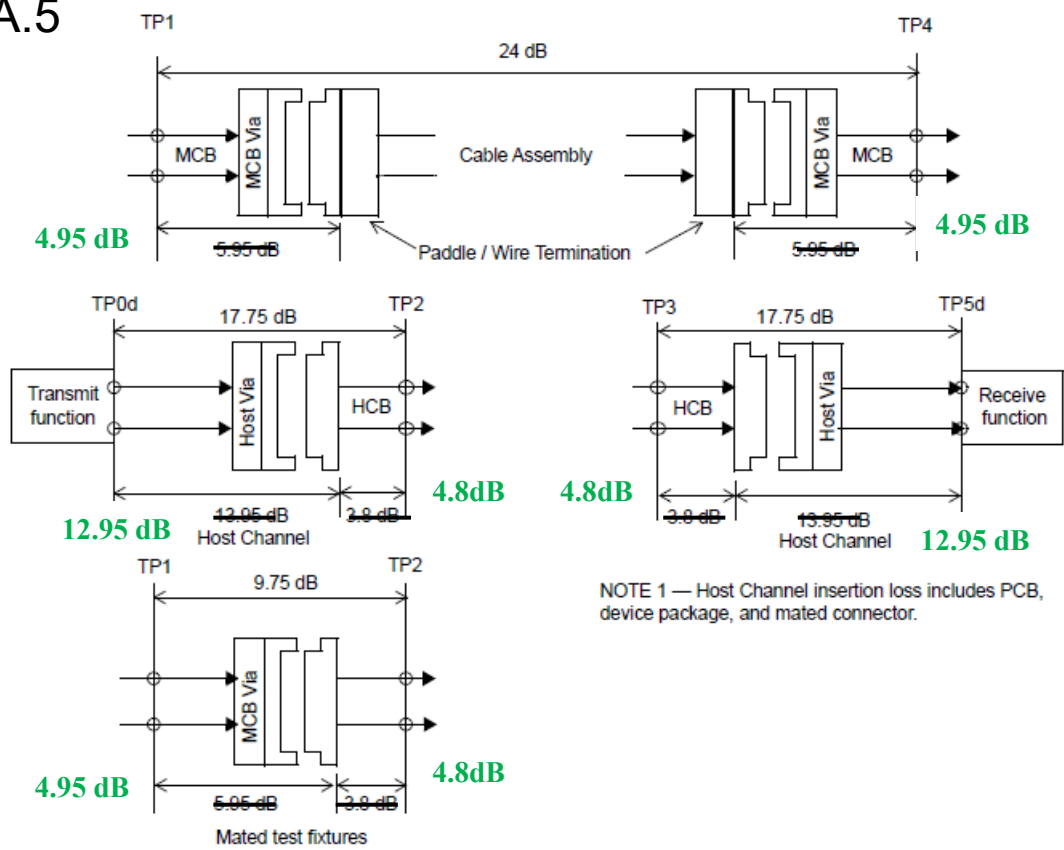 A.5
TP1
TP4
24 dB
MCB
MCB Via
Cable Assembly
MCB Via
MCB
4.95 dB
5.95 dB
Paddle / Wire Termination
5.95 dB
4.95 dB
TP0d
17.75 dB
TP2
TP3
17.75 dB
TP5d
Transmit
function
Host Via
HCB
HCB
Host Via
Receive
function
12.95 dB
13.95 dB
3.8 dB
4.8dB
4.8dB
3.8 dB
13.95 dB
12.95 dB
Host Channel
Host Channel
TP1
9.75 dB
TP2
NOTE 1 — Host Channel insertion loss includes PCB,
device package, and mated connector.
MCB Via
4.95 dB
5.95 dB
3.8 dB
4.8dB
Mated test fixtures